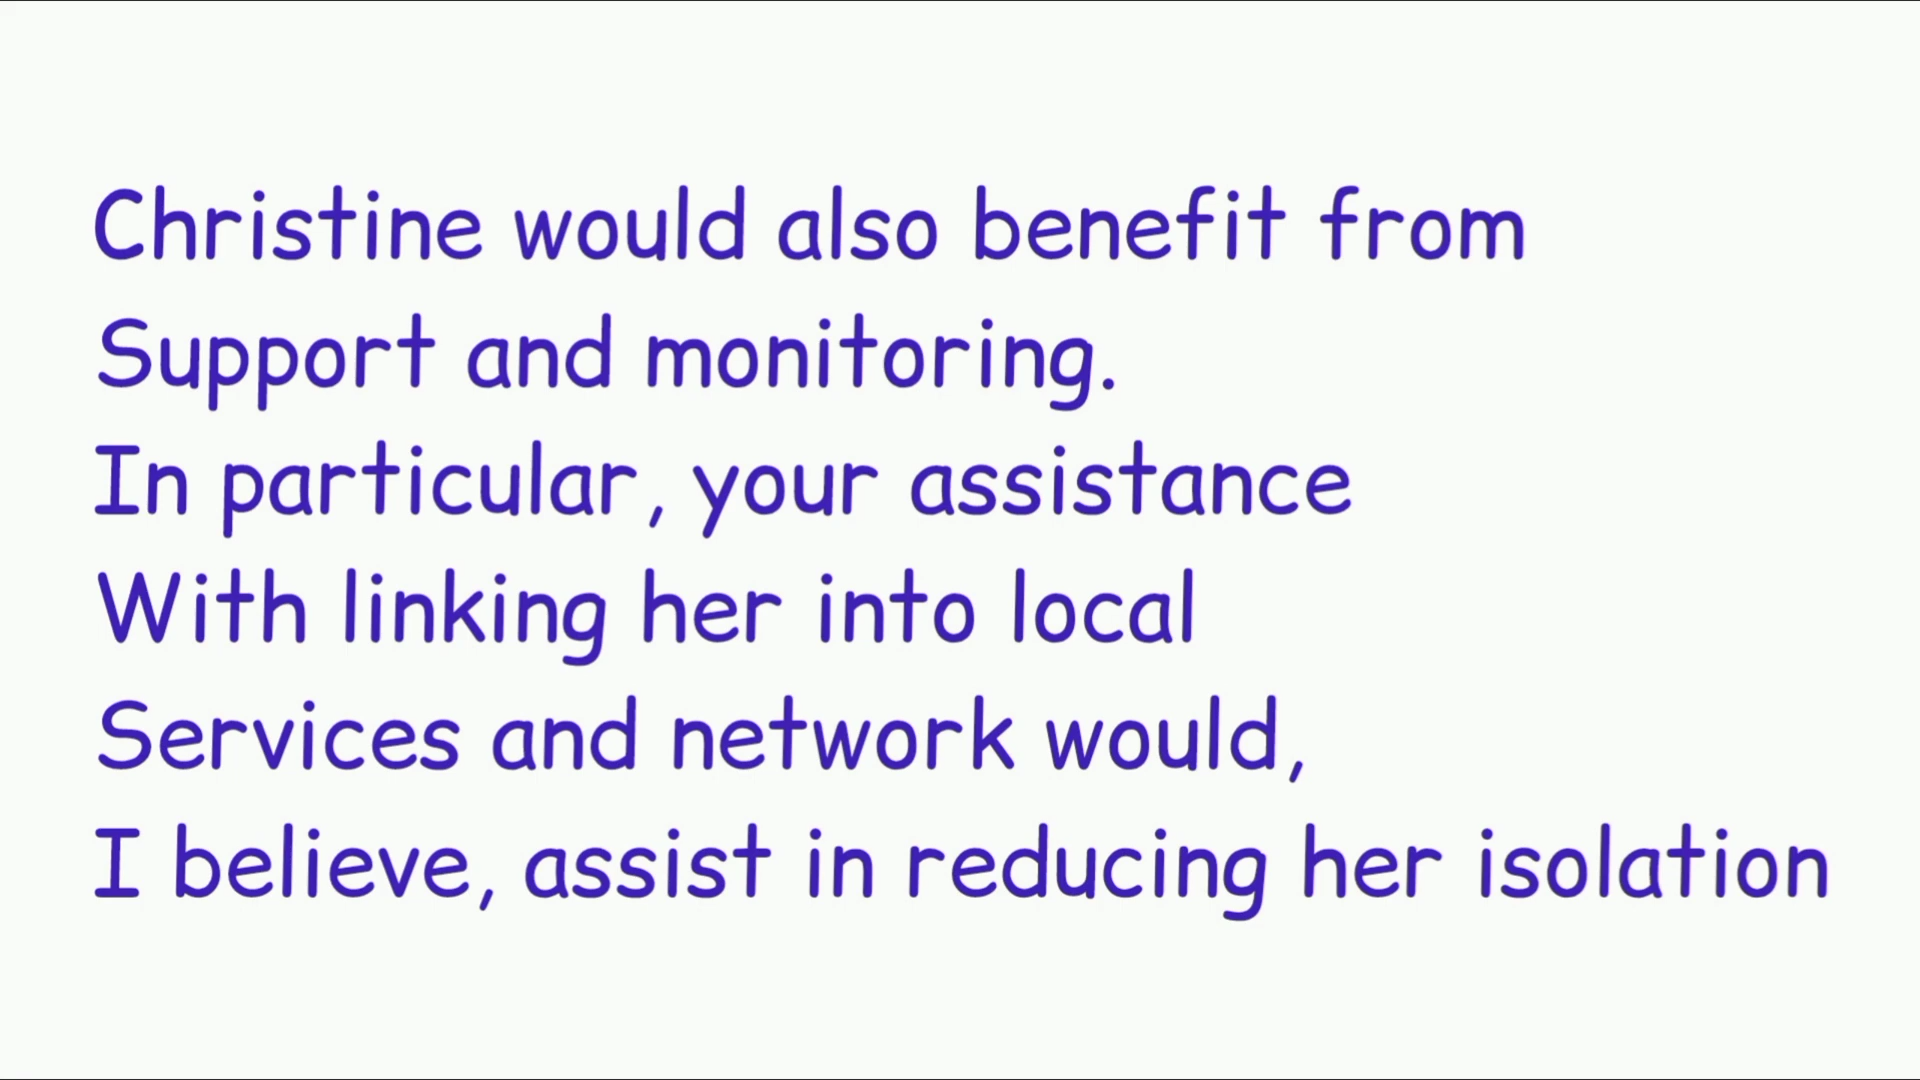 Christine would also benefit from
Support and monitoring.
In particular, your assistance
With linking her into local
Services and network would,
I believe, assist in reducing her isolation